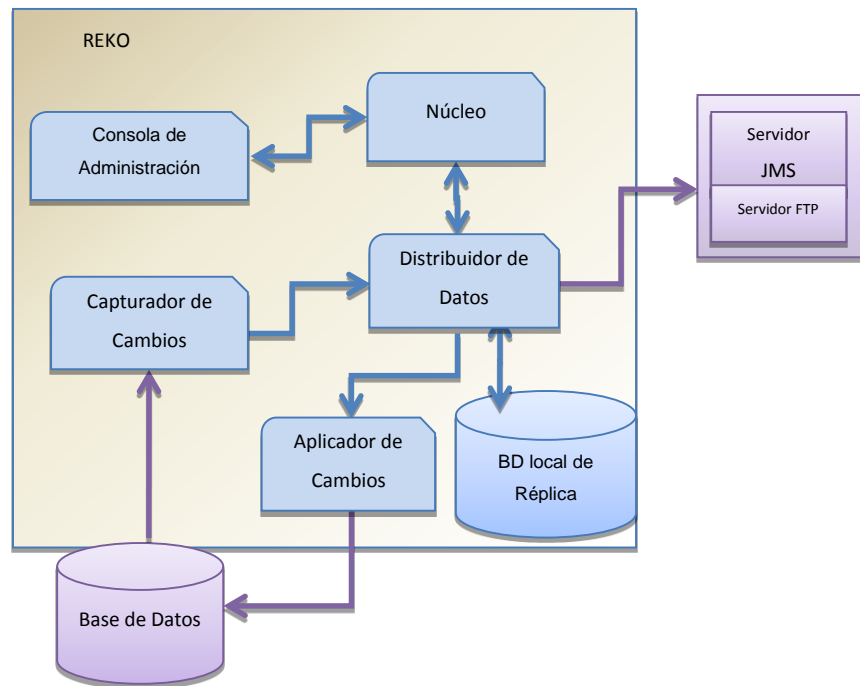 REKO
Consola de
Administración
Núcleo
Servidor
JMS
Servidor FTP
Capturador de
Cambios
Distribuidor de
Datos
Aplicador de
Cambios
BD local de
Réplica
Base de Datos